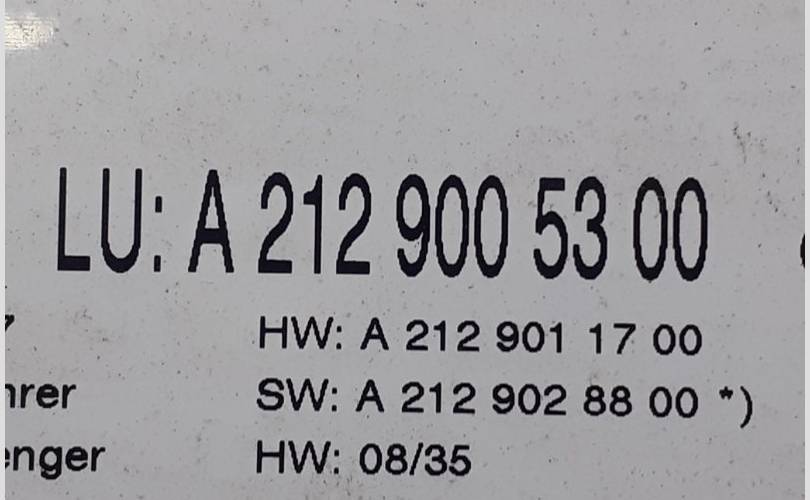 LU: A 212 900 53 00
HW: A 212 901 17 00
hrer SW: A 212 902 88 00 *)
enger HW: 08/35